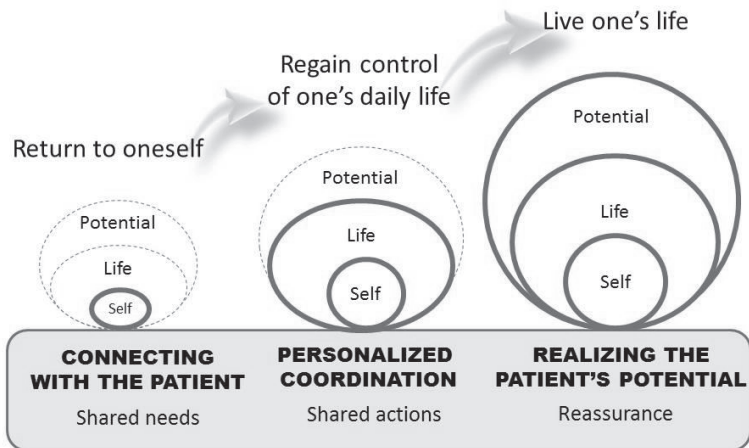 Live one's life
Regain control
of one's daily life
Return to oneself
Potential
Life
Self
Potential
Life
Self
Potential
Life
Self
CONNECTING
WITH THE PATIENT
Shared needs
PERSONALIZED
COORDINATION
Shared actions
REALIZING THE
PATIENT'S POTENTIAL
Reassurance